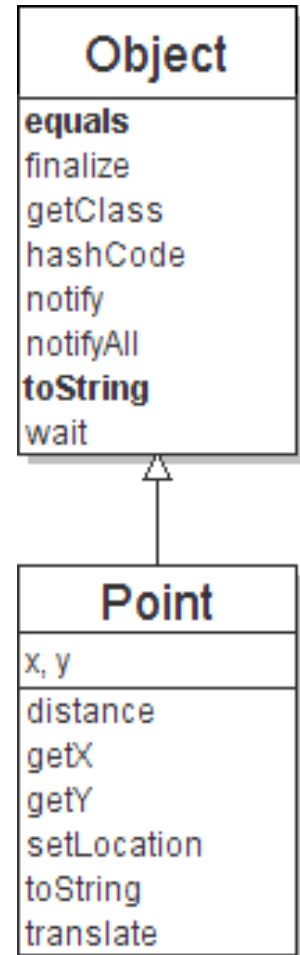 Object
equals
finalize
getClass
hashCode
notify
notifyAll
toString
wait
Point
x, y
distance
getX
getY
setLocation
toString
translate